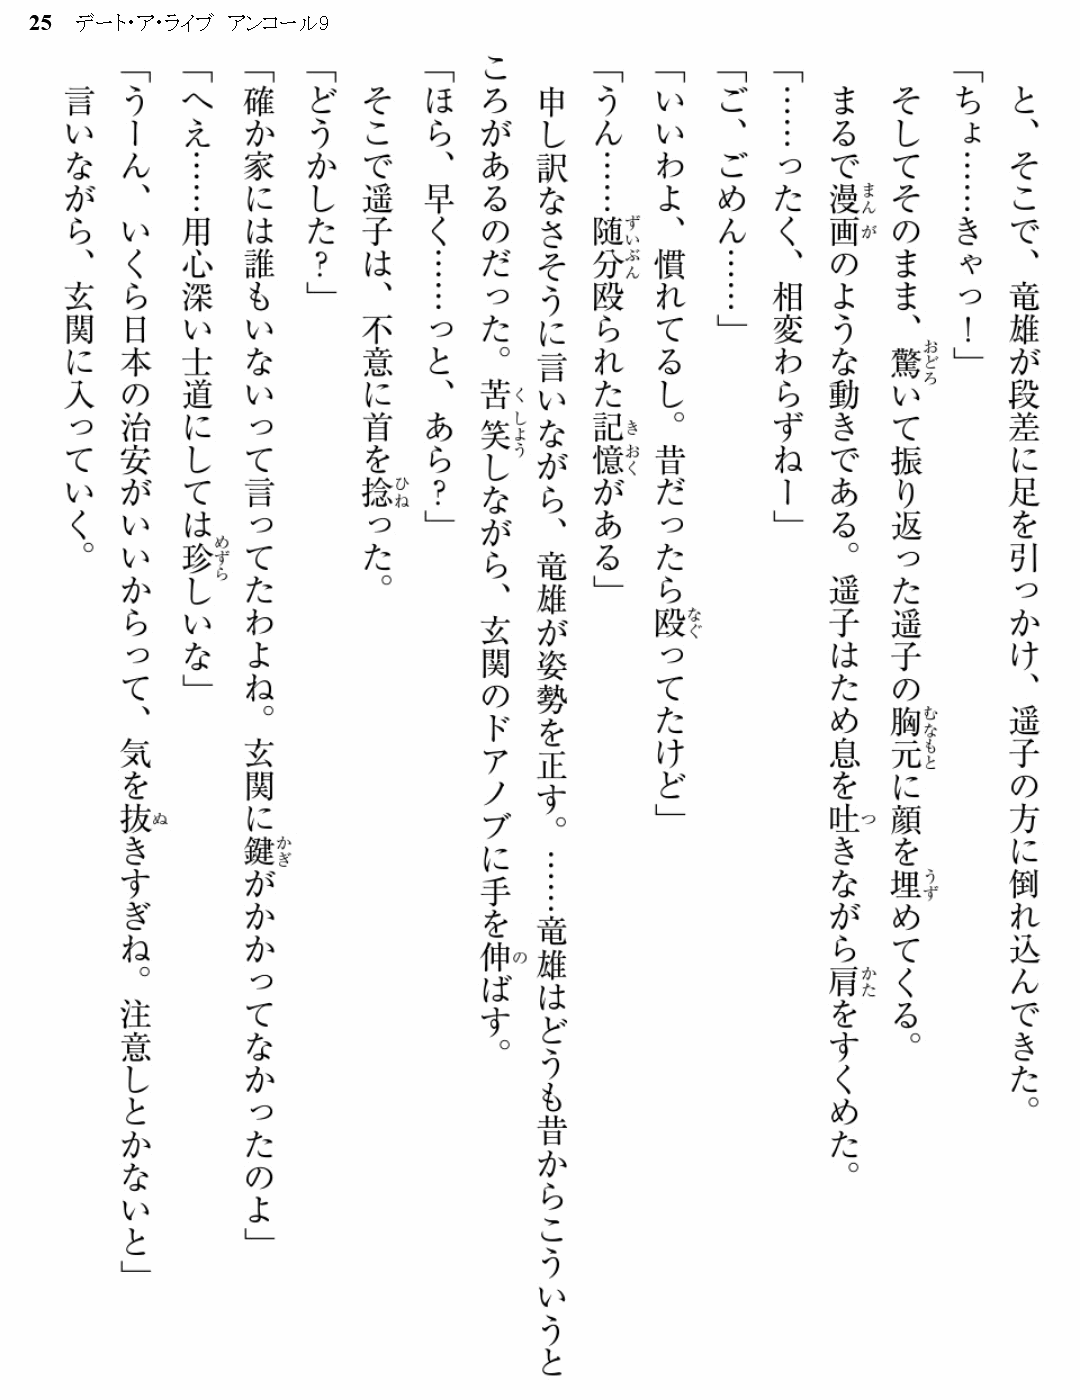 25 デート・ア・ライブ アンコール9
と、そこで、竜雄が段差に足を引っかけ、遥子の方に倒れ込んできた。
「ちょ……きゃっ！」
そしてそのまま、驚いて振り返った遥子の胸元に顔を埋めてくる。
まるで漫画のような動きである。遥子はため息を吐きながら肩をすくめた。
「……ったく、相変わらずねー」
「ご、ごめん……」
「いいわよ、慣れてるし。昔だったら殴ってたけど」
「うん……随分殴られた記憶がある」
申し訳なさそうに言いながら、竜雄が姿勢を正す。……竜雄はどうも昔からこういうと
ころがあるのだった。苦笑しながら、玄関のドアノブに手を伸ばす。
「ほら、早く……っと、あら？」
そこで遥子は、不意に首を捻った。
「どうかした？」
「確か家には誰もいないって言ってたわよね。玄関に鍵がかかってなかったのよ」
「へえ……用心深い士道にしては珍しいな」
「うーん、いくら日本の治安がいいからって、気を抜きすぎね。注意しとかないと」
言いながら、玄関に入っていく。